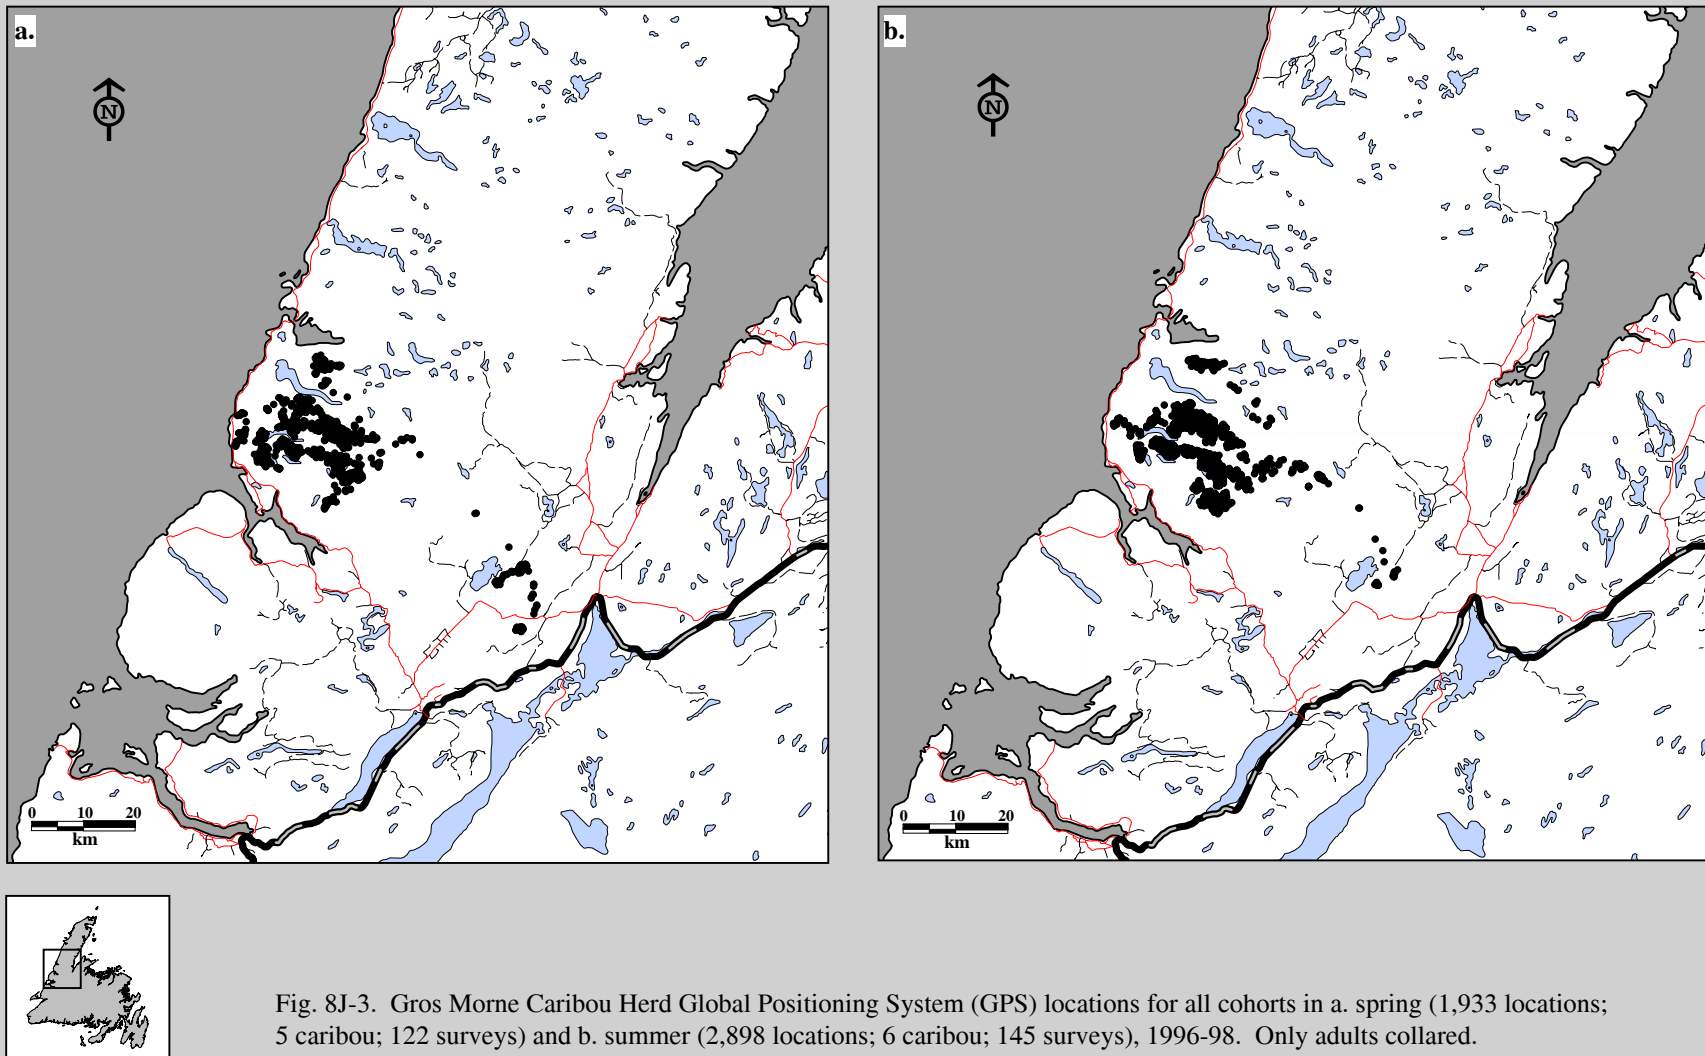 a.
N
0 10 20
km
b.
N
0 10 20
km
Fig. 8J-3. Gros Morne Caribou Herd Global Positioning System (GPS) locations for all cohorts in a. spring (1,933 locations;
5 caribou; 122 surveys) and b. summer (2,898 locations; 6 caribou; 145 surveys), 1996-98. Only adults collared.